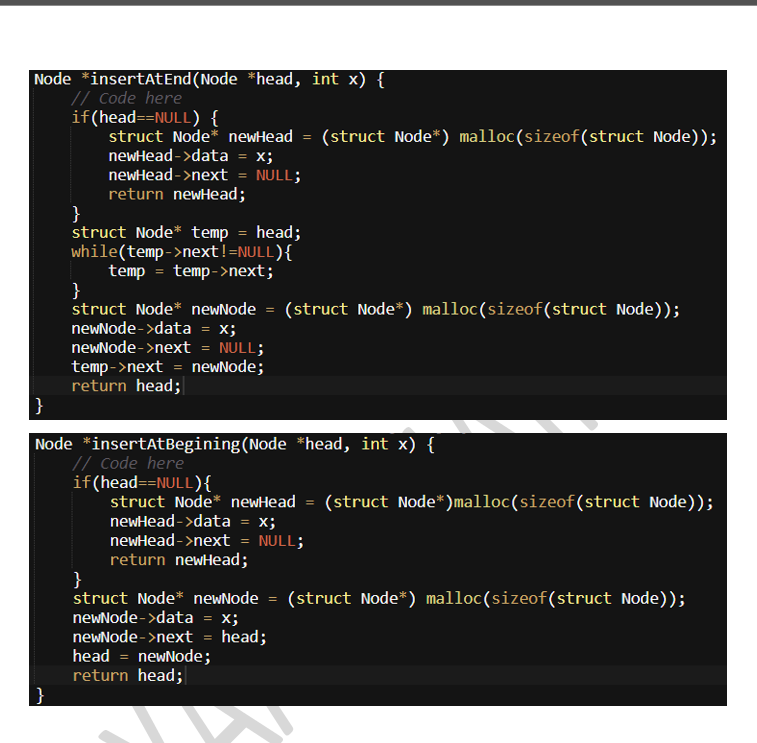 Node *insertAtEnd(Node *head, int x) {
// Code here
if(head==NULL) {
struct Node* newHead = (struct Node*) malloc(sizeof(struct Node));
newHead->data = x;
newHead->next = NULL;
return newHead;
}
struct Node* temp = head;
while(temp->next!=NULL){
temp = temp->next;
}
struct Node* newNode = (struct Node*) malloc(sizeof(struct Node));
newNode->data = x;
newNode->next = NULL;
temp->next = newNode;
return head;
}
Node *insertAtBegining(Node *head, int x) {
// Code here
if(head==NULL){
struct Node* newHead = (struct Node*)malloc(sizeof(struct Node));
newHead->data = x;
newHead->next = NULL;
return newHead;
}
struct Node* newNode = (struct Node*) malloc(sizeof(struct Node));
newNode->data = x;
newNode->next = head;
head = newNode;
return head;
}